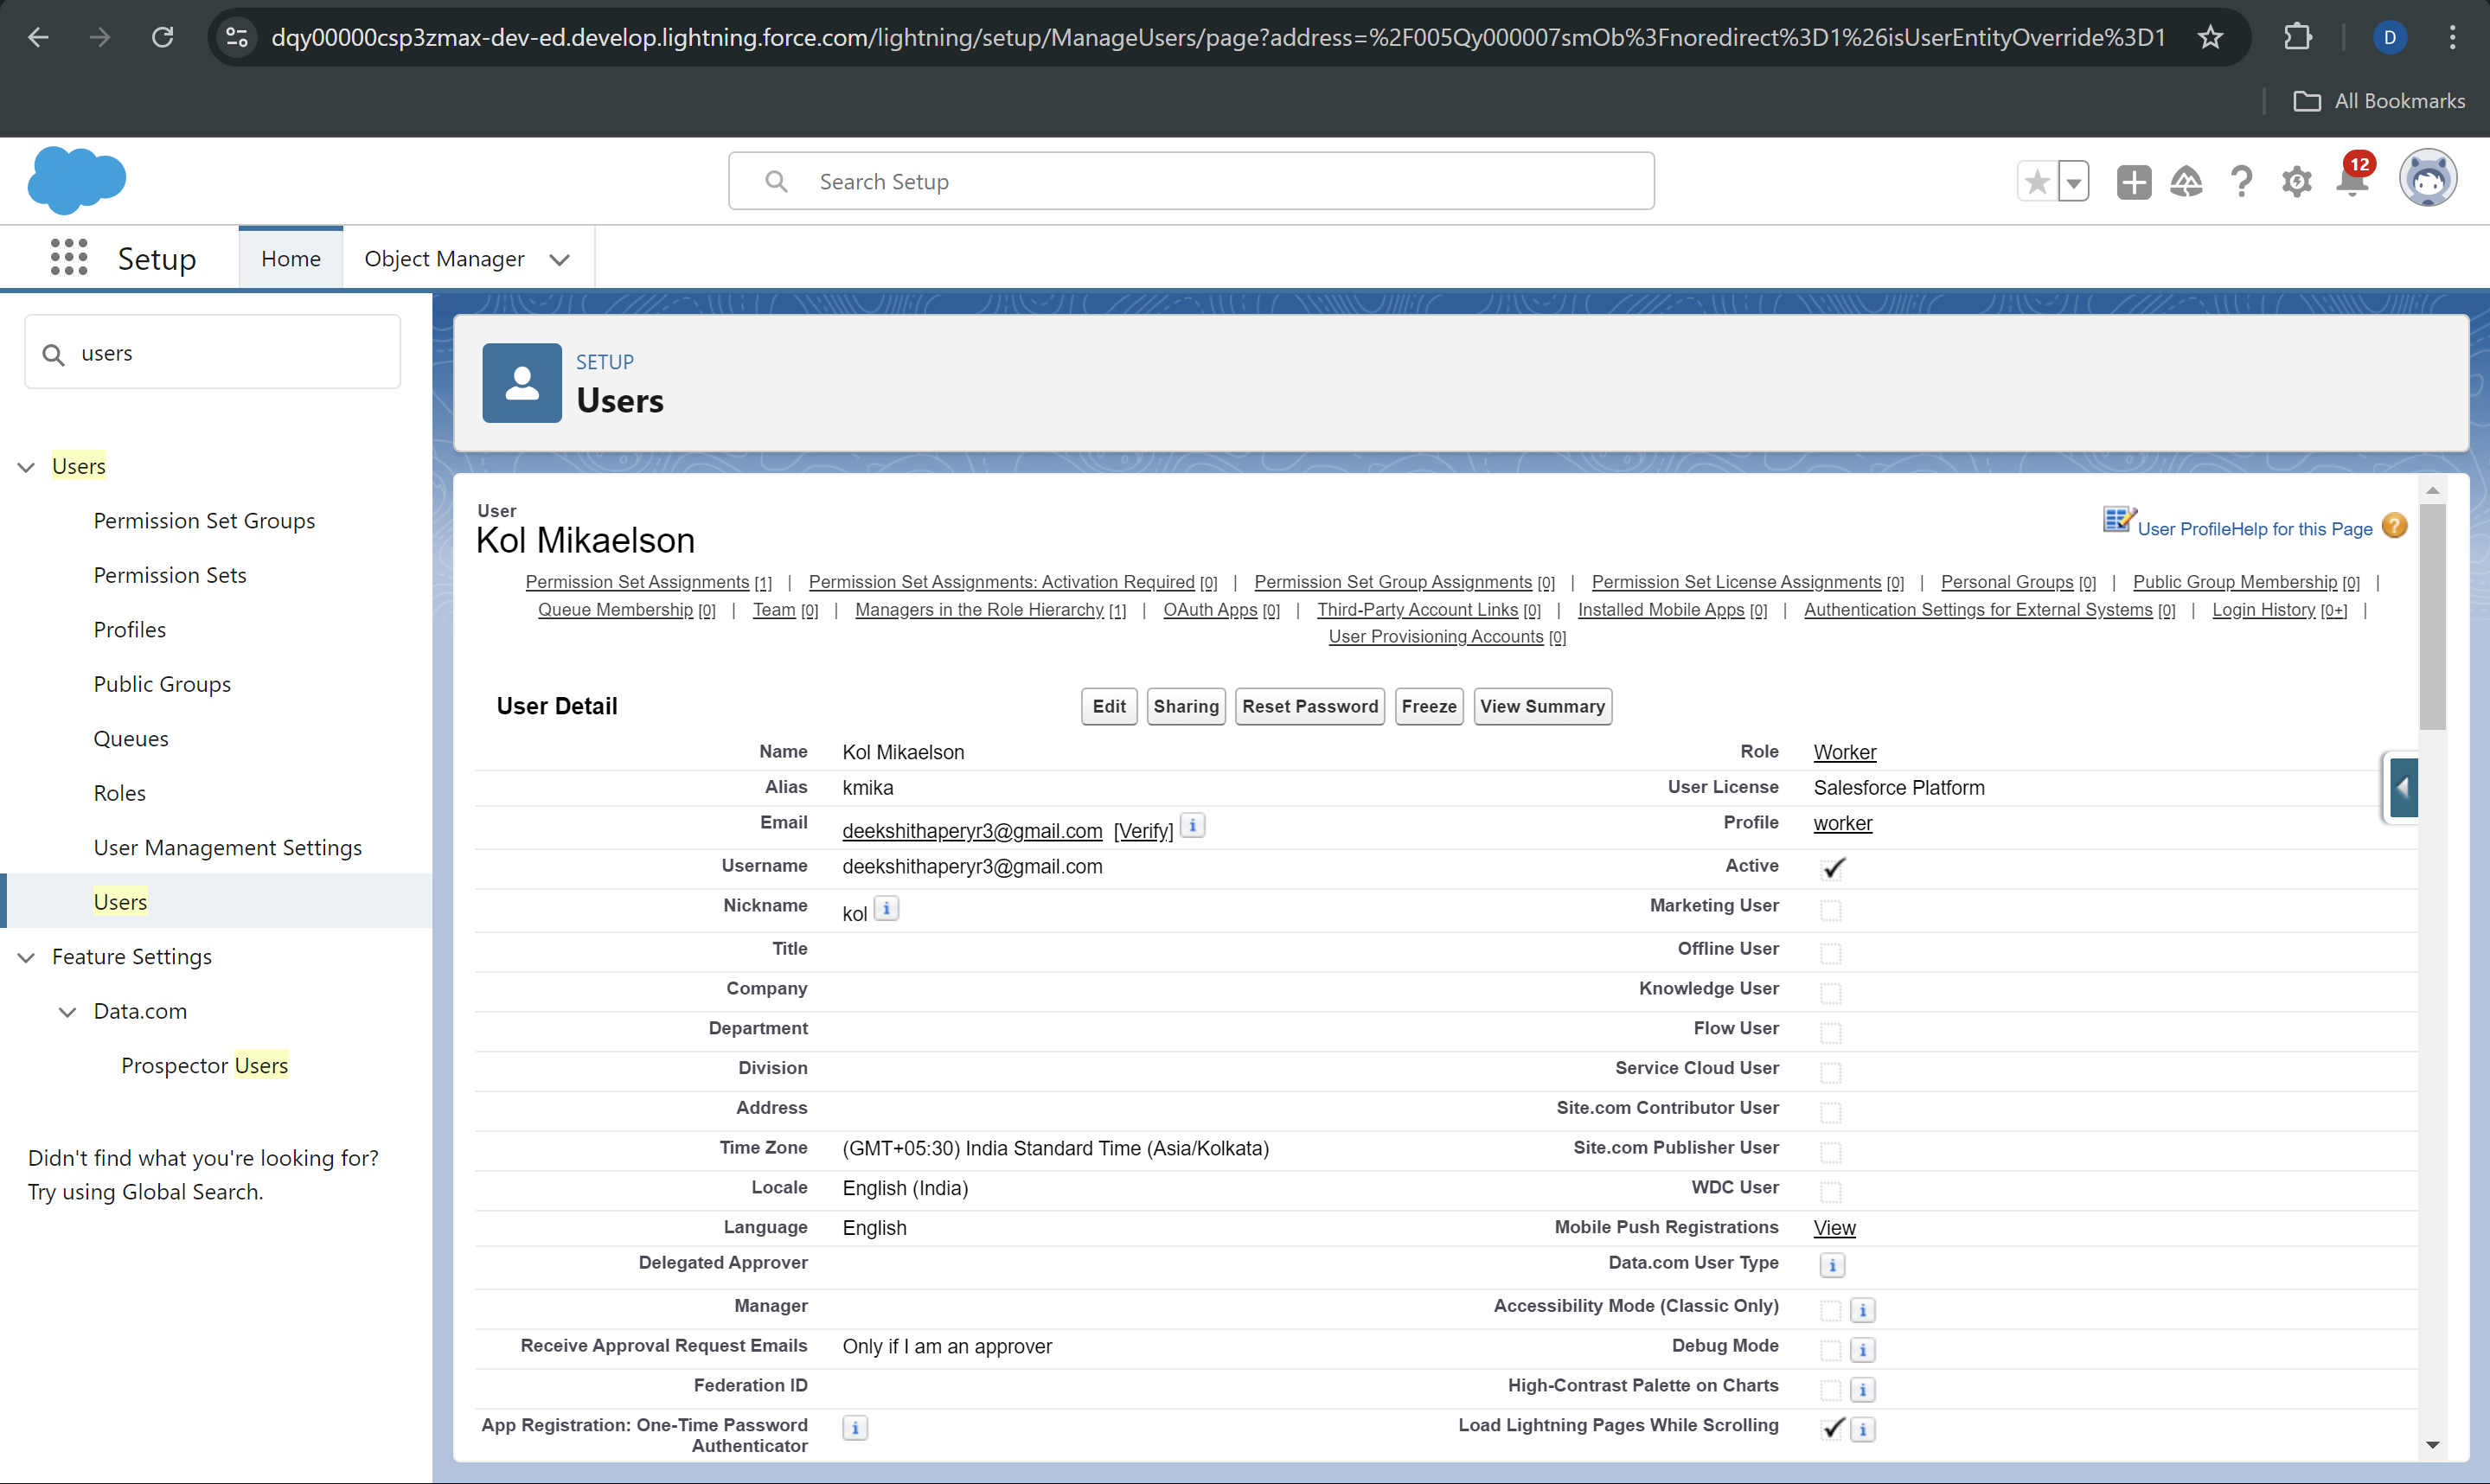 dqy00000csp3zmax-dev-ed.develop.lightning.force.com/lightning/setup/ManageUsers/page?address=%2F005Qy000007smOb%3Fnoredirect%3D1%26isUserEntityOverride%3D1
D
All Bookmarks
Search Setup
12
Setup
Home
Object Manager
users
Users
Permission Set Groups
Permission Sets
Profiles
Public Groups
Queues
Roles
User Management Settings
Users
Feature Settings
Data.com
Prospector Users
Didn't find what you're looking for?
Try using Global Search.
SETUP
Users
User
Kol Mikaelson
User Profile Help for this Page ?
Permission Set Assignments [1] | Permission Set Assignments: Activation Required [0] | Permission Set Group Assignments [0] | Permission Set License Assignments [0] | Personal Groups [0] | Public Group Membership [0] |
Queue Membership [0] | Team [0] | Managers in the Role Hierarchy [1] | OAuth Apps [0] | Third-Party Account Links [0] | Installed Mobile Apps [0] | Authentication Settings for External Systems [0] | Login History [0+] |
User Provisioning Accounts [0]
User Detail
Edit Sharing Reset Password Freeze View Summary
Name Kol Mikaelson Role Worker
Alias kmika User License Salesforce Platform
Email deekshithaperyr3@gmail.com [Verify] i Profile worker
Username deekshithaperyr3@gmail.com Active
Nickname kol i Marketing User
Title Offline User
Company Knowledge User
Department Flow User
Division Service Cloud User
Address Site.com Contributor User
Time Zone (GMT+05:30) India Standard Time (Asia/Kolkata) Site.com Publisher User
Locale English (India) WDC User
Language English Mobile Push Registrations View
Delegated Approver Data.com User Type i
Manager Accessibility Mode (Classic Only) i
Receive Approval Request Emails Only if I am an approver Debug Mode i
Federation ID High-Contrast Palette on Charts i
App Registration: One-Time Password i Load Lightning Pages While Scrolling i
Authenticator